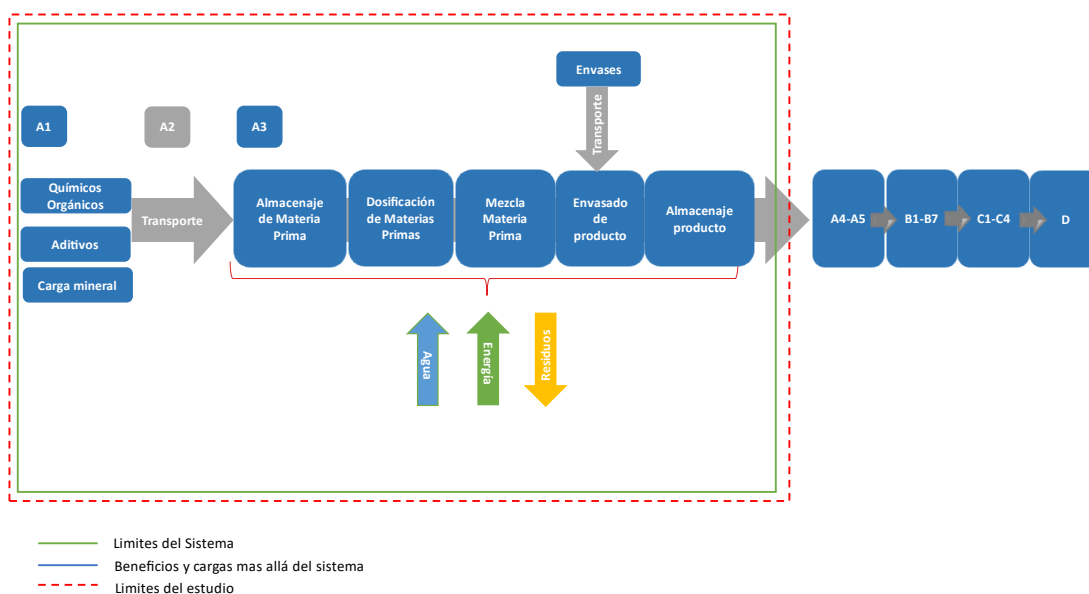 Envases
Transporte
A1
A2
A3
Químicos
Orgánicos
Aditivos
Carga mineral
Transporte
Almacenaje
de Materia
Prima
Dosificación
de Materias
Primas
Mezcla
Materia
Prima
Envasado
de
producto
Almacenaje
producto
A4-A5
B1-B7
C1-C4
D
Agua
Energía
Residuos
Limites del Sistema
Beneficios y cargas mas allá del sistema
Limites del estudio